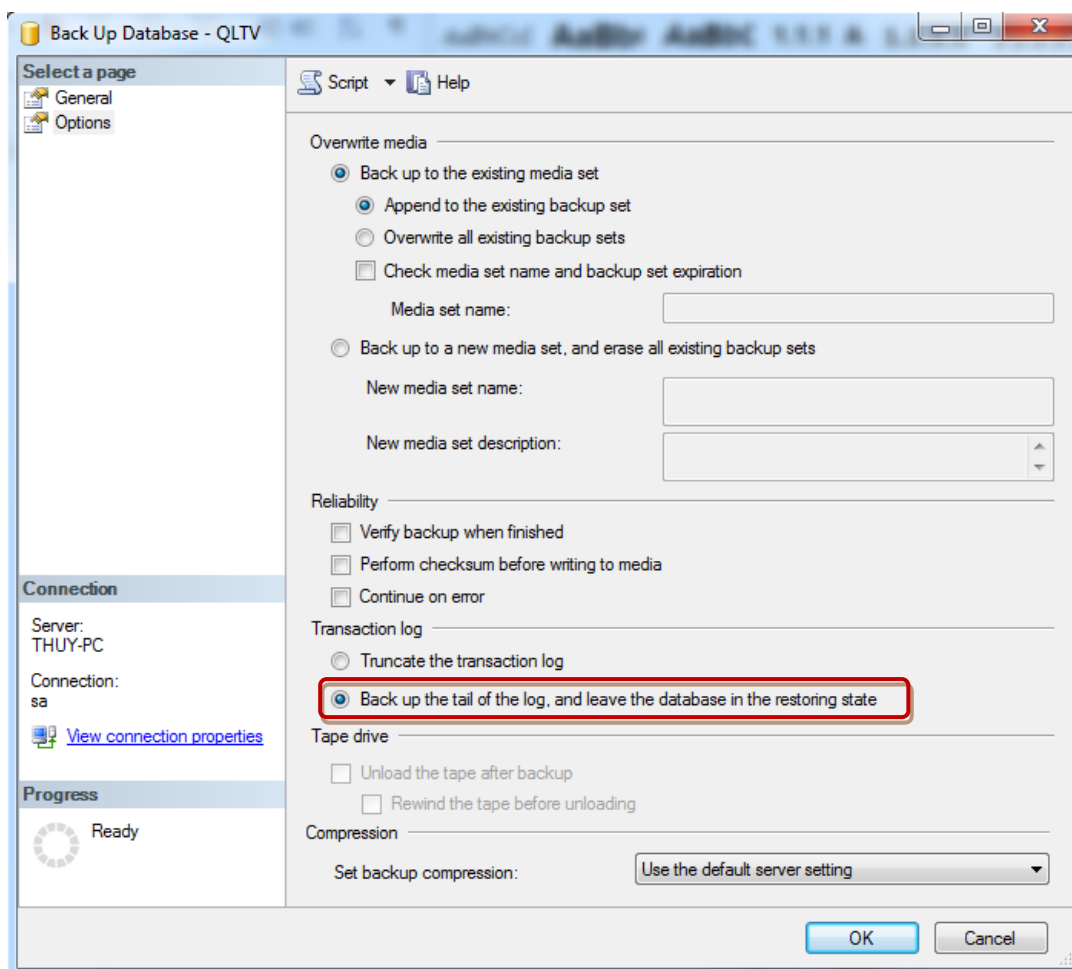 Back Up Database - QLTV
Select a page
General
Options
Script
Help
Overwrite media
Back up to the existing media set
Append to the existing backup set
Overwrite all existing backup sets
Check media set name and backup set expiration
Media set name:
Back up to a new media set, and erase all existing backup sets
New media set name:
New media set description:
Reliability
Verify backup when finished
Perform checksum before writing to media
Continue on error
Transaction log
Truncate the transaction log
Back up the tail of the log, and leave the database in the restoring state
Tape drive
Unload the tape after backup
Rewind the tape before unloading
Compression
Set backup compression:
Use the default server setting
Connection
Server:
THUY-PC
Connection:
sa
View connection properties
Progress
Ready
OK
Cancel